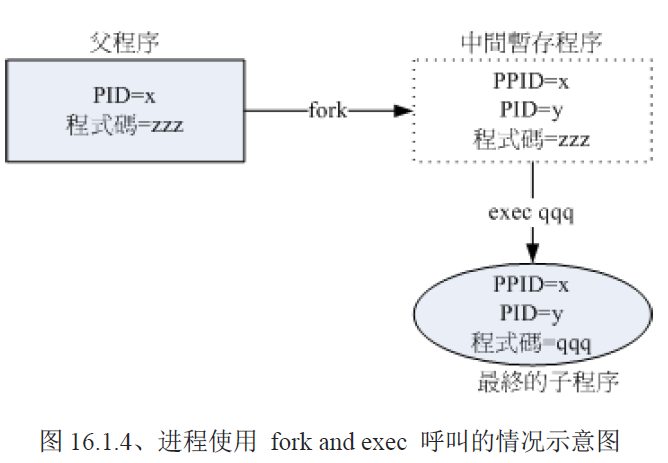 父程序
PID=x
程式碼=zzz
fork
中間暫存程序
PPID=x
PID=y
程式碼=zzz
exec qqq
PPID=x
PID=y
程式碼=qqq
最終的子程序
图 16.1.4、进程使用 fork and exec 呼叫的情况示意图